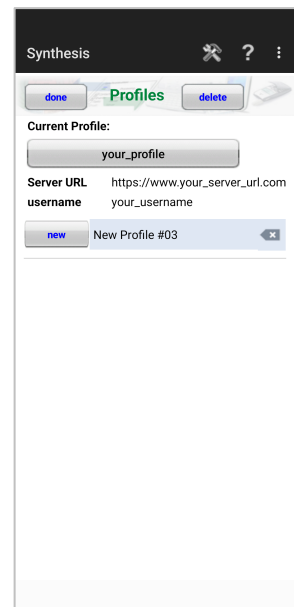 Synthesis ?
done Profiles delete
Current Profile:
your_profile
Server URL https://www.your_server_url.com
username your_username
new New Profile #03